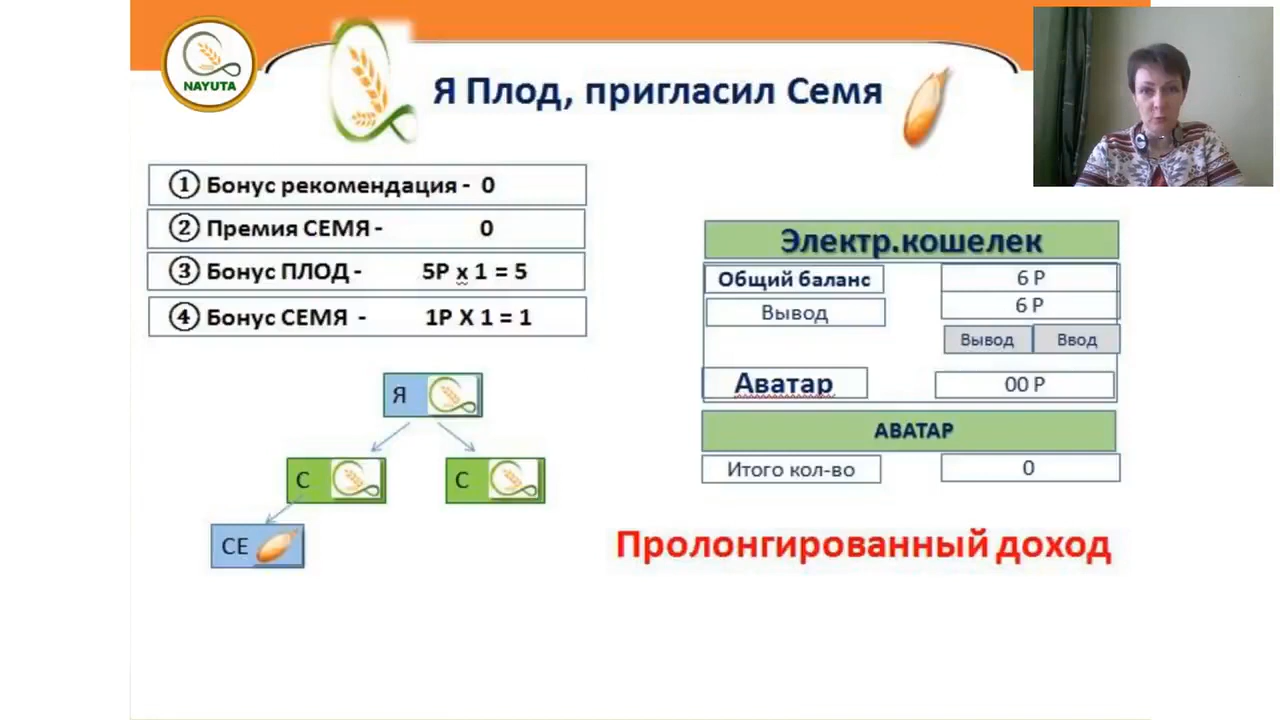 NAYUTA
Я Плод, пригласил Семя
① Бонус рекомендация - 0
② Премия СЕМЯ - 0
③ Бонус ПЛОД - 5Р х 1 = 5
④ Бонус СЕМЯ - 1Р Х 1 = 1
Я
С
С
СЕ
Электр.кошелек
Общий баланс 6 Р
Вывод 6 Р
Вывод Ввод
Аватар 00 Р
АВАТАР
Итого кол-во 0
Пролонгированный доход